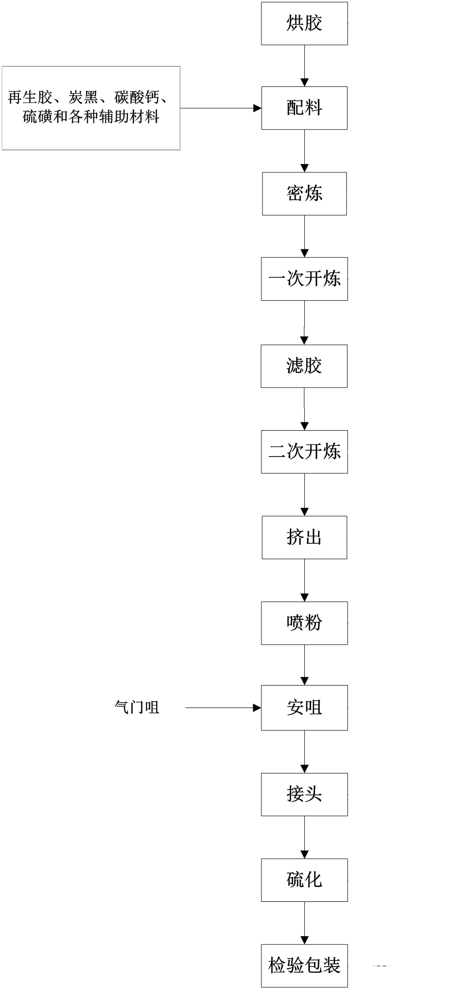 烘胶
再生胶、炭黑、碳酸钙、
硫磺和各种辅助材料
配料
密炼
一次开炼
滤胶
二次开炼
挤出
喷粉
气门咀
安咀
接头
硫化
检验包装